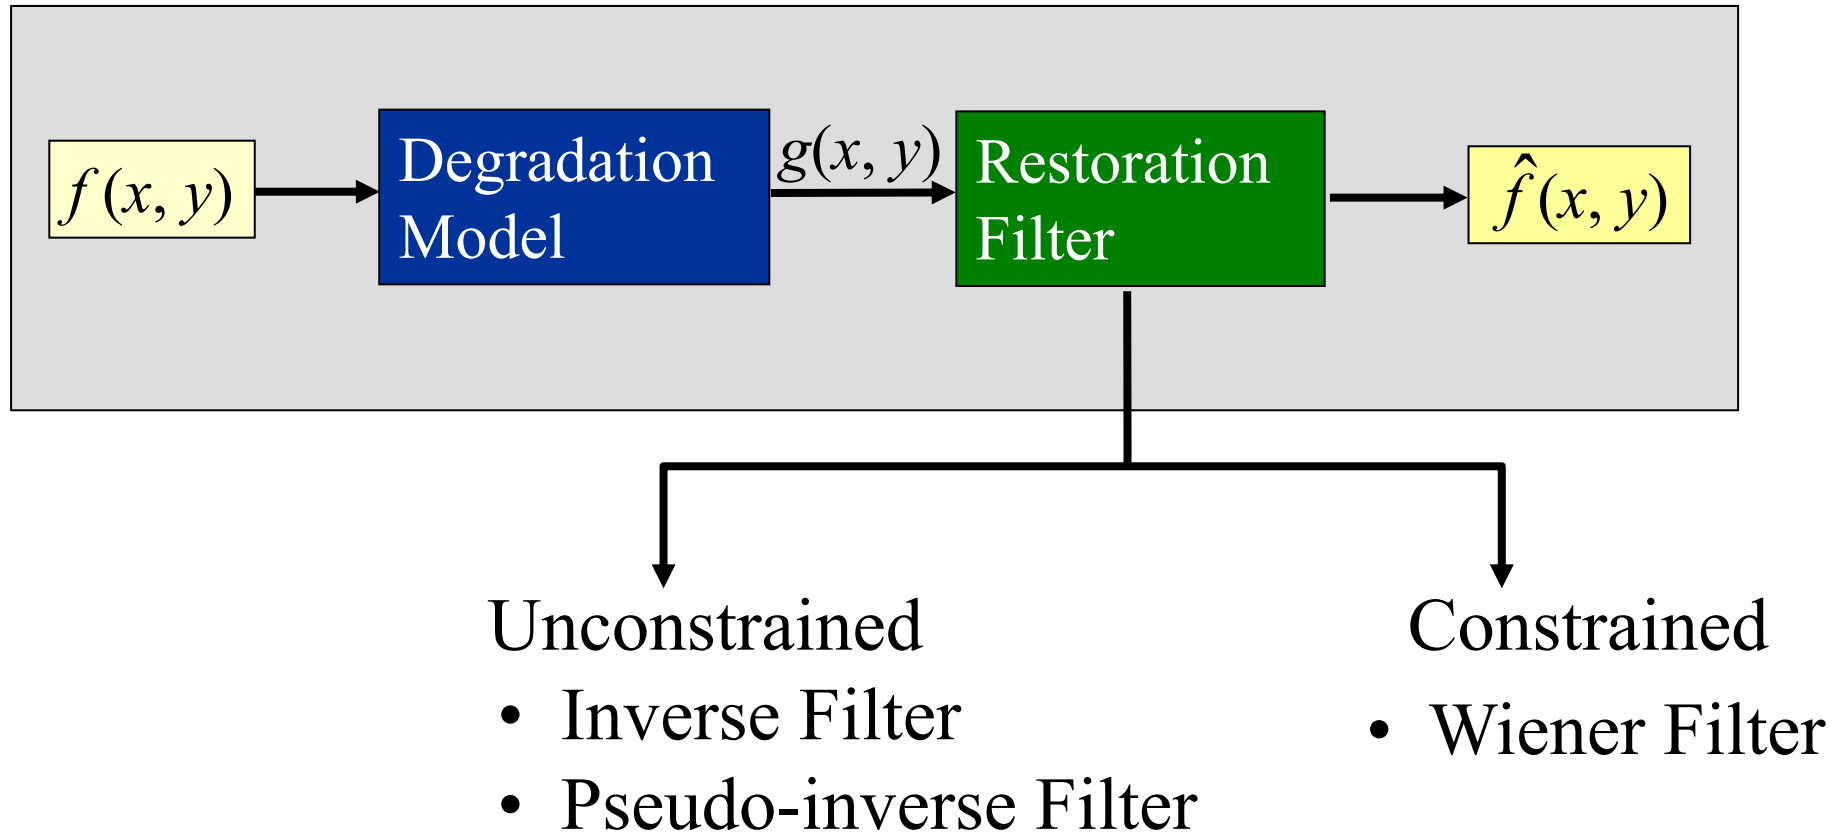 f(x, y)
Degradation
Model
g(x, y)
Restoration
Filter
f̂(x, y)
Unconstrained
• Inverse Filter
• Pseudo-inverse Filter
Constrained
• Wiener Filter